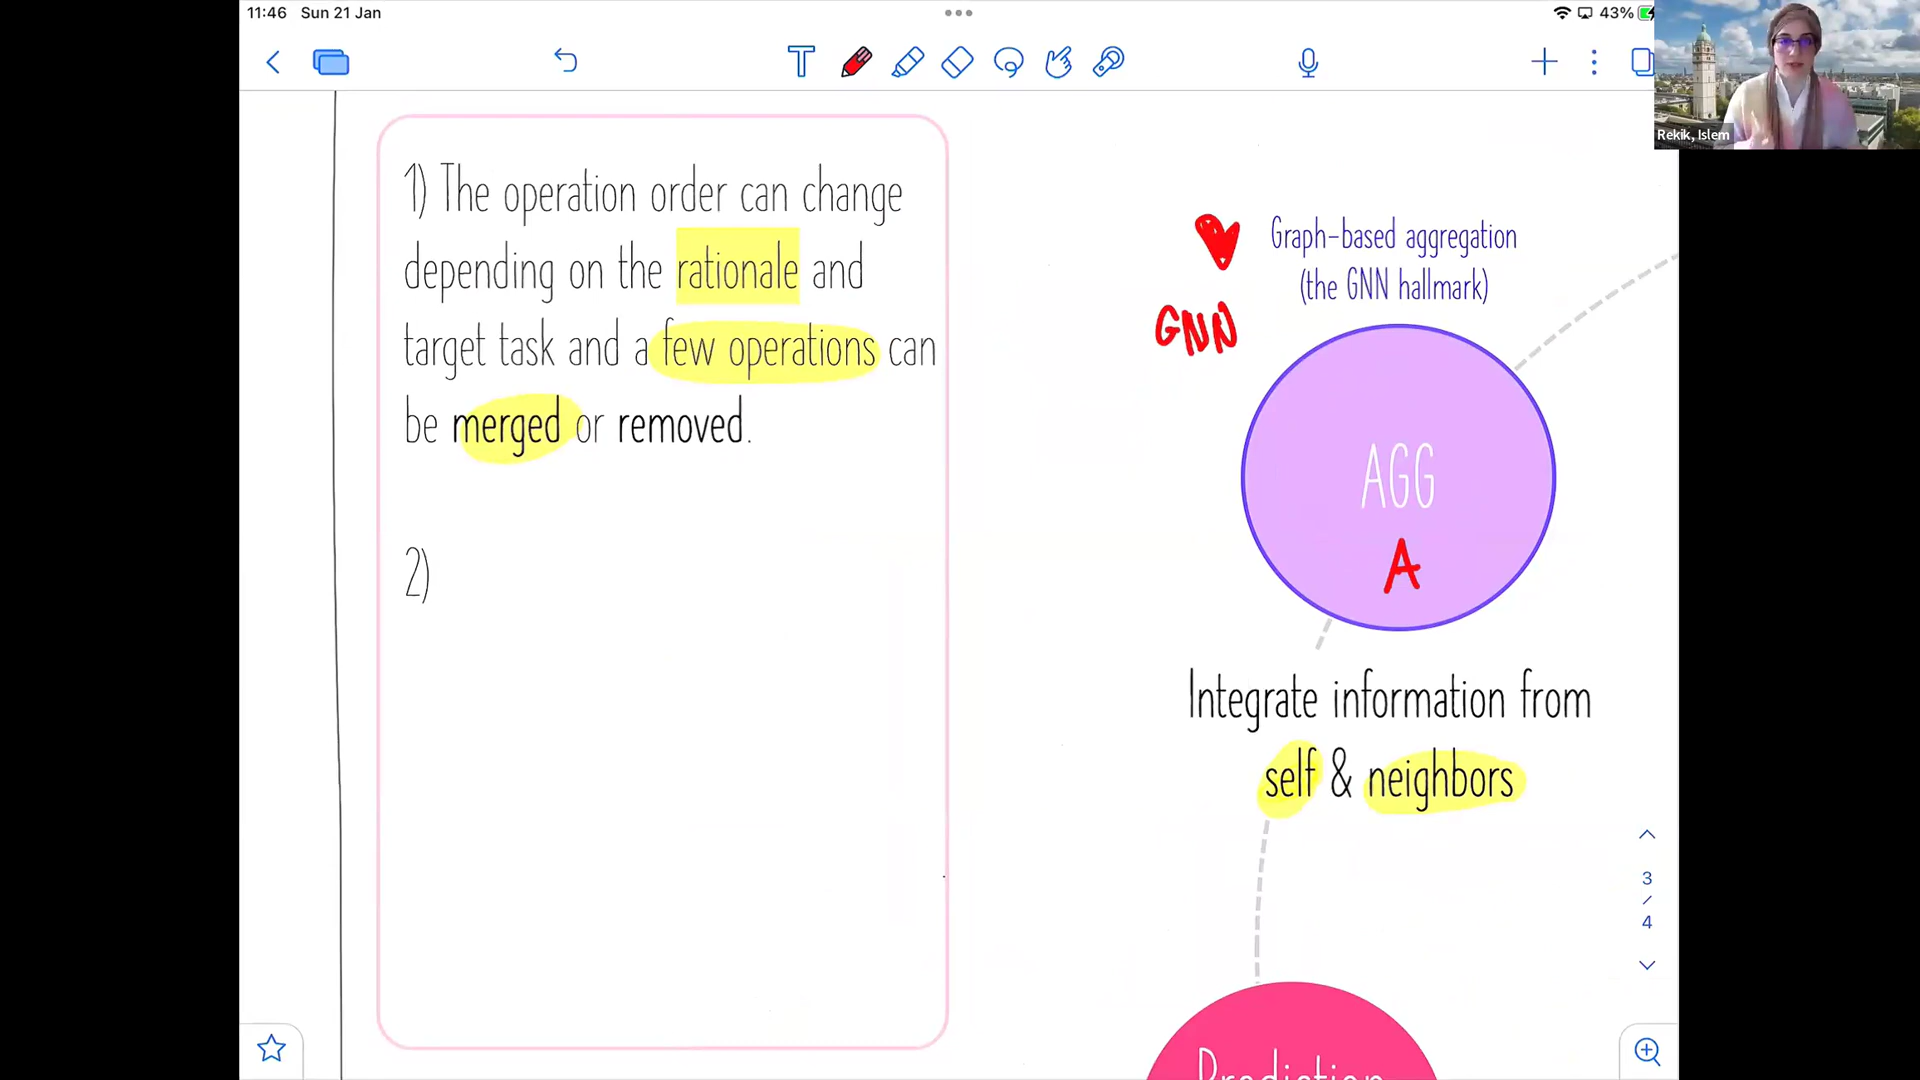 11:46 Sun 21 Jan
43%
T
Rekik, Islem
1) The operation order can change
depending on the rationale and
target task and a few operations can
be merged or removed.
2)
Graph-based aggregation
(the GNN hallmark)
GNN
AGG
A
Integrate information from
self & neighbors
3
/
4
Prediction